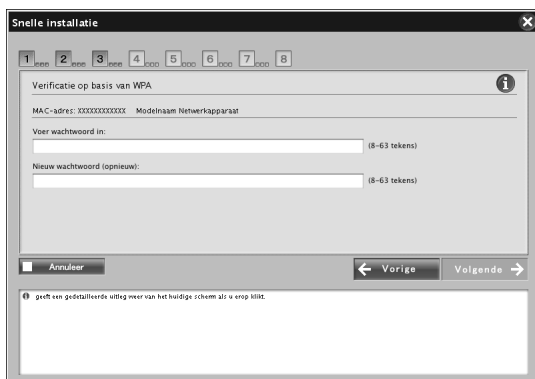 Snelle installatie
1 2 3 4 5 6 7 8
Verificatie op basis van WPA
MAC-adres: XXXXXXXXXXXX Modelnaam Netwerkapparaat
Voer wachtwoord in:
(8-63 tekens)
Nieuw wachtwoord (opnieuw):
(8-63 tekens)
Annuleer
Vorige
Volgende
geeft een gedetailleerde uitleg weer van het huidige scherm als u erop klikt.